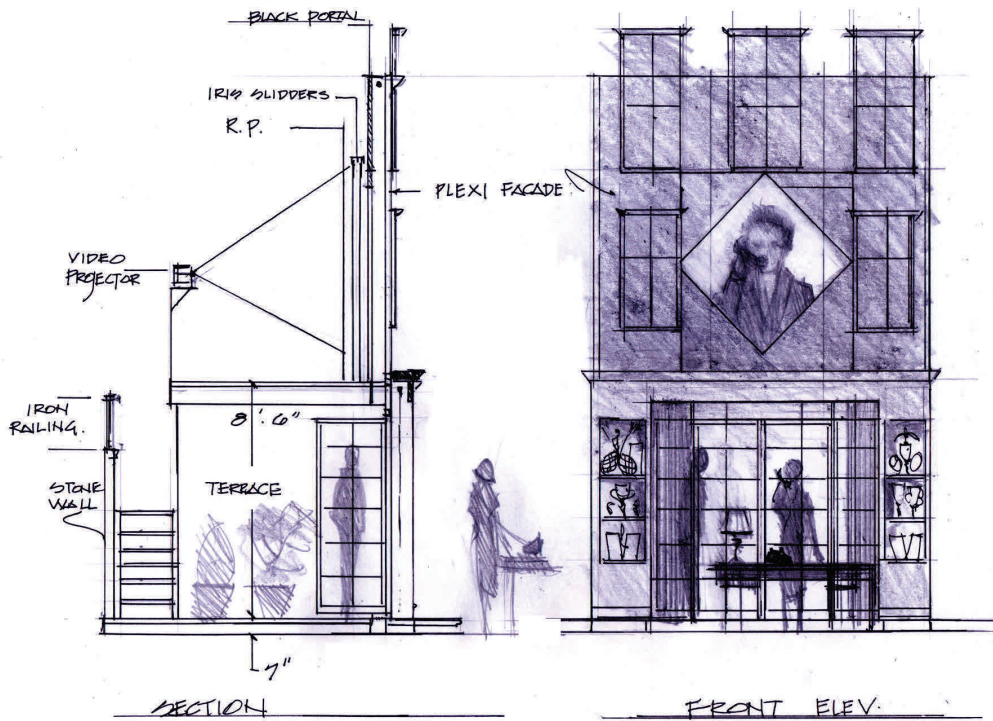 BLACK PORTAL
IRIS SLIDDERS
R.P.
PLEXI FACADE
VIDEO
PROJECTOR
8'.6"
IRON
RAILING.
STONE
WALL
TERRACE
7"
SECTION
FRONT ELEV.